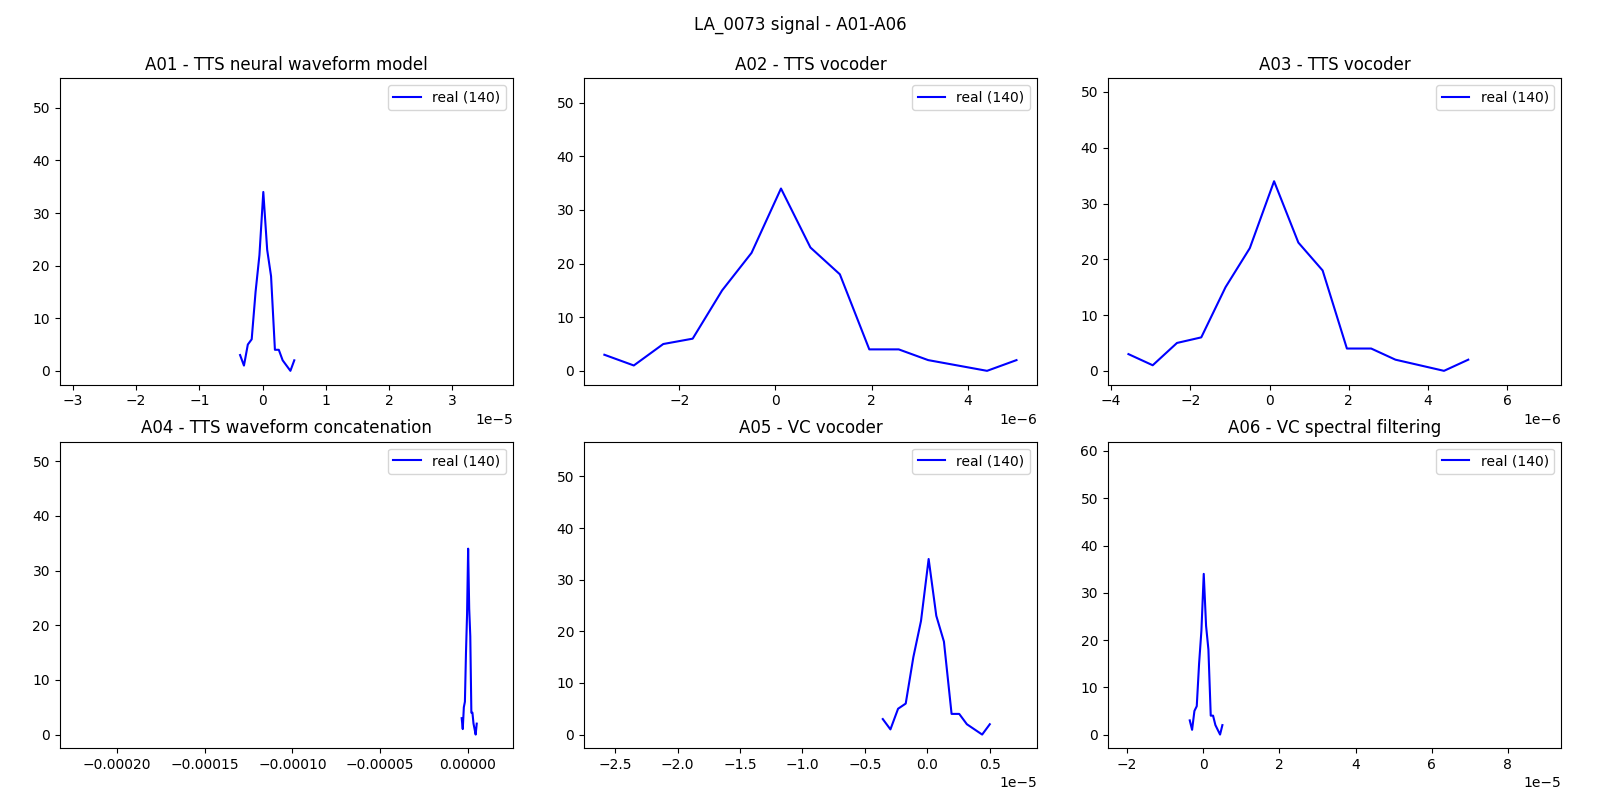 LA_0073 signal - A01-A06
A01 - TTS neural waveform model
real (140)
50
40
30
20
10
0
−3 −2 −1 0 1 2 3
1e−5
A02 - TTS vocoder
real (140)
50
40
30
20
10
0
−2 0 2 4
1e−6
A03 - TTS vocoder
real (140)
50
40
30
20
10
0
−4 −2 0 2 4 6
1e−6
A04 - TTS waveform concatenation
real (140)
50
40
30
20
10
0
−0.00020 −0.00015 −0.00010 −0.00005 0.00000
A05 - VC vocoder
real (140)
50
40
30
20
10
0
−2.5 −2.0 −1.5 −1.0 −0.5 0.0 0.5
1e−5
A06 - VC spectral filtering
real (140)
60
50
40
30
20
10
0
−2 0 2 4 6 8
1e−5